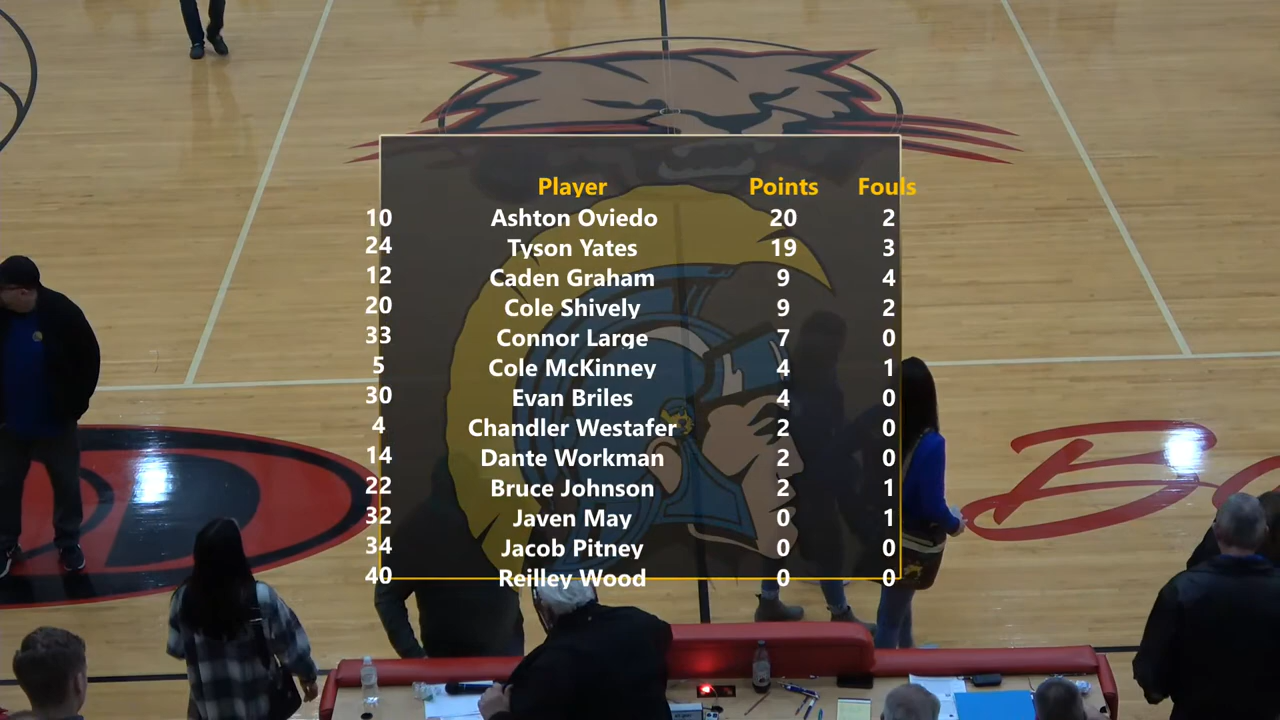 Player Points Fouls
10 Ashton Oviedo 20 2
24 Tyson Yates 19 3
12 Caden Graham 9 4
20 Cole Shively 9 2
33 Connor Large 7 0
5 Cole McKinney 4 1
30 Evan Briles 4 0
4 Chandler Westafer 2 0
14 Dante Workman 2 0
22 Bruce Johnson 2 1
32 Javen May 0 1
34 Jacob Pitney 0 0
40 Reilley Wood 0 0